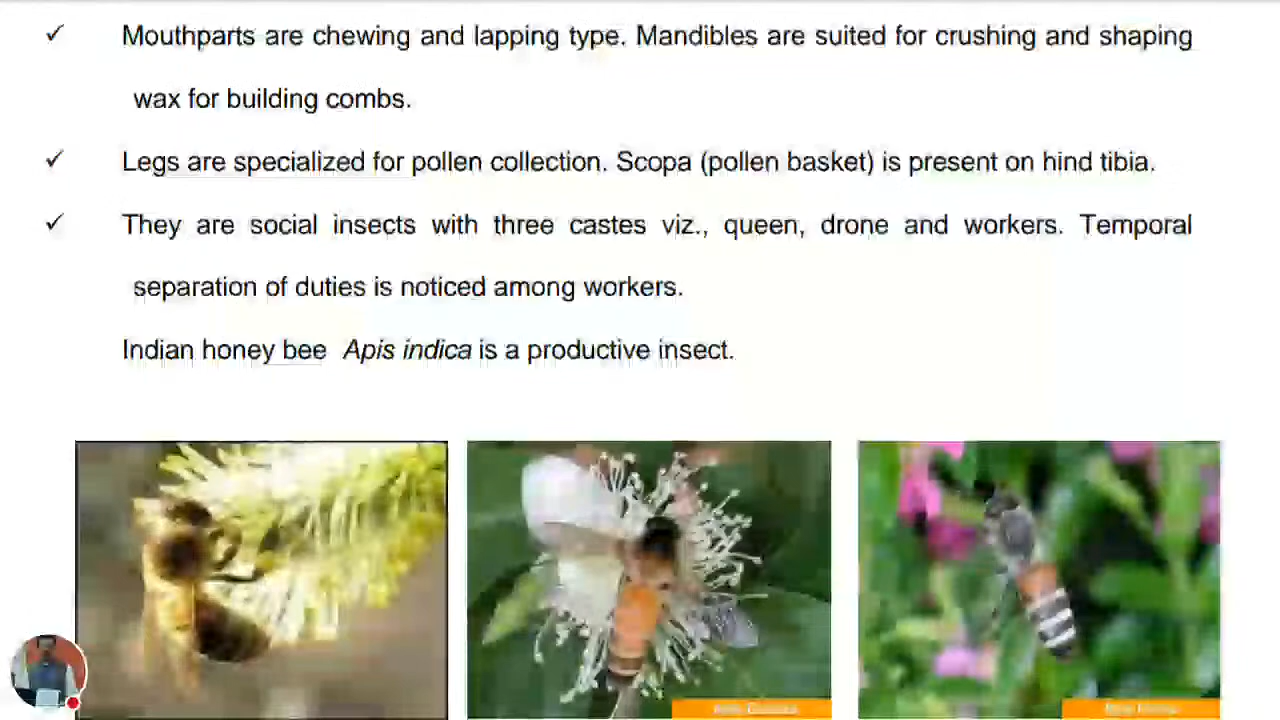 ✓ Mouthparts are chewing and lapping type. Mandibles are suited for crushing and shaping
wax for building combs.
✓ Legs are specialized for pollen collection. Scopa (pollen basket) is present on hind tibia.
✓ They are social insects with three castes viz., queen, drone and workers. Temporal
separation of duties is noticed among workers.
Indian honey bee Apis indica is a productive insect.